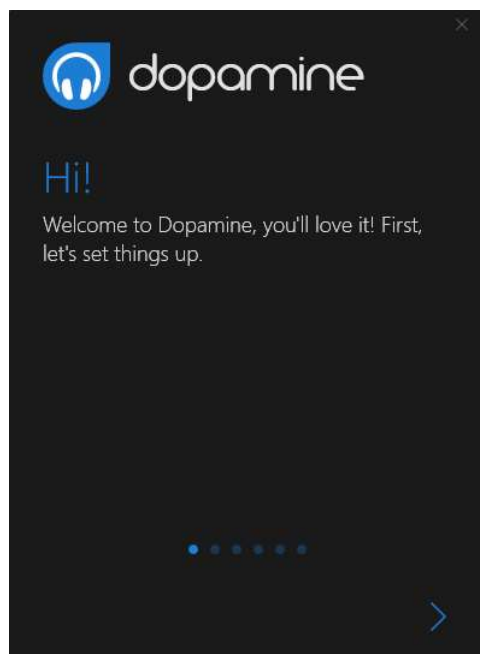 dopamine
Hi!
Welcome to Dopamine, you'll love it! First,
let's set things up.